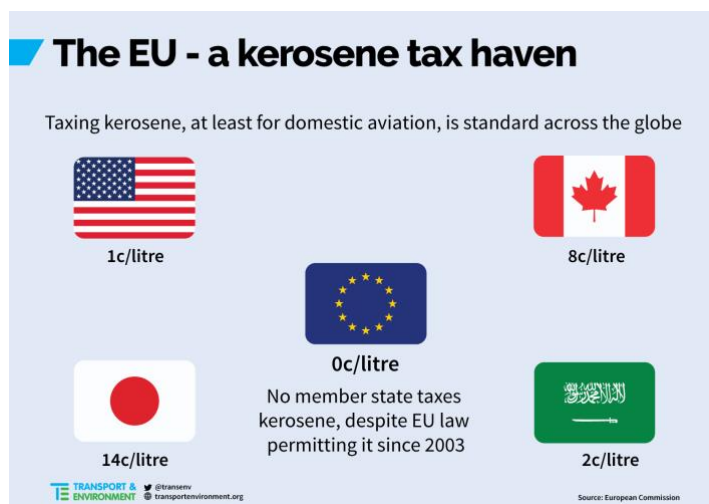 The EU - a kerosene tax haven
Taxing kerosene, at least for domestic aviation, is standard across the globe
1c/litre
8c/litre
0c/litre
No member state taxes
kerosene, despite EU law
permitting it since 2003
14c/litre
2c/litre
TRANSPORT &
ENVIRONMENT
@transenv
transportenvironment.org
Source: European Commission